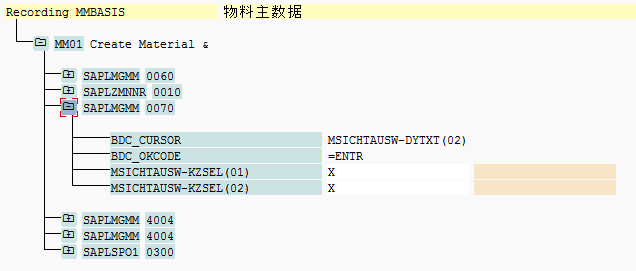 Recording MMBASIS 物料主数据
MM01 Create Material &
SAPLMGMM 0060
SAPLZMNNR 0010
SAPLMGMM 0070
BDC_CURSOR MSICHTAUSW-DYTXT(02)
BDC_OKCODE =ENTR
MSICHTAUSW-KZSEL(01) X
MSICHTAUSW-KZSEL(02) X
SAPLMGMM 4004
SAPLMGMM 4004
SAPLSPO1 0300